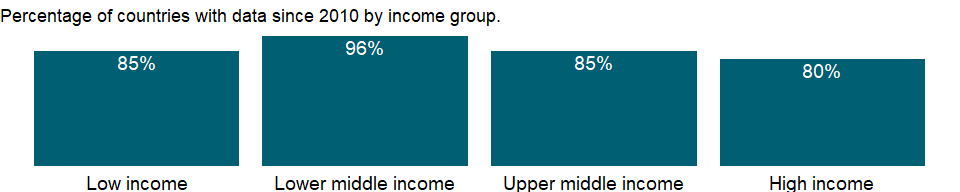 Percentage of countries with data since 2010 by income group.
85%
96%
85%
80%
Low income
Lower middle income
Upper middle income
High income